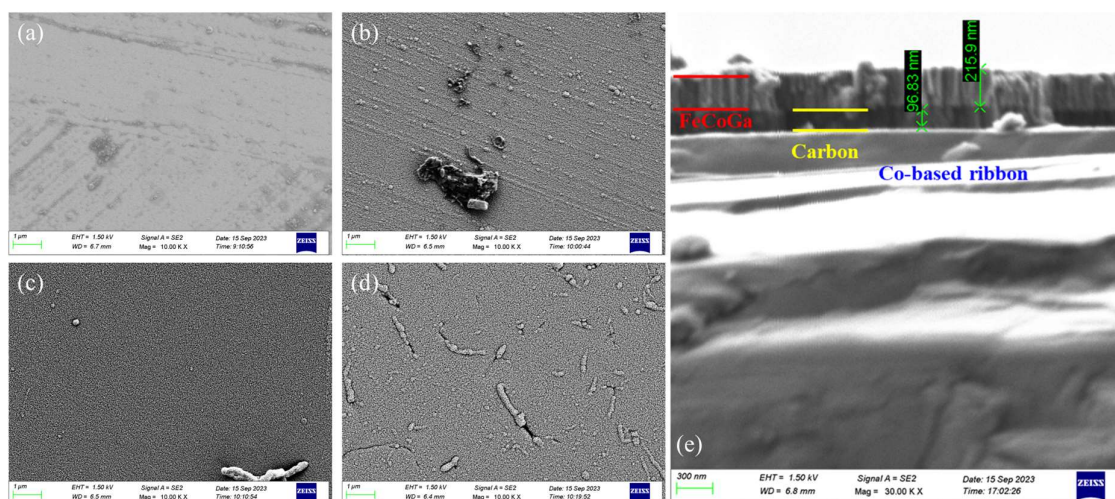 (a)
1 μm
EHT = 1.50 kV
WD = 6.7 mm
Signal A = SE2
Mag = 10.00 K X
Date: 15 Sep 2023
Time: 9:10:56
ZEISS
(b)
1 μm
EHT = 1.50 kV
WD = 6.5 mm
Signal A = SE2
Mag = 10.00 K X
Date: 15 Sep 2023
Time: 10:00:44
ZEISS
(c)
1 μm
EHT = 1.50 kV
WD = 6.5 mm
Signal A = SE2
Mag = 10.00 K X
Date: 15 Sep 2023
Time: 10:10:54
ZEISS
(d)
1 μm
EHT = 1.50 kV
WD = 6.4 mm
Signal A = SE2
Mag = 10.00 K X
Date: 15 Sep 2023
Time: 10:19:52
ZEISS
96.83 nm
215.9 nm
FeCoGa
Carbon
Co-based ribbon
(e)
300 nm
EHT = 1.50 kV
WD = 6.8 mm
Signal A = SE2
Mag = 30.00 K X
Date: 15 Sep 2023
Time: 17:02:26
ZEISS